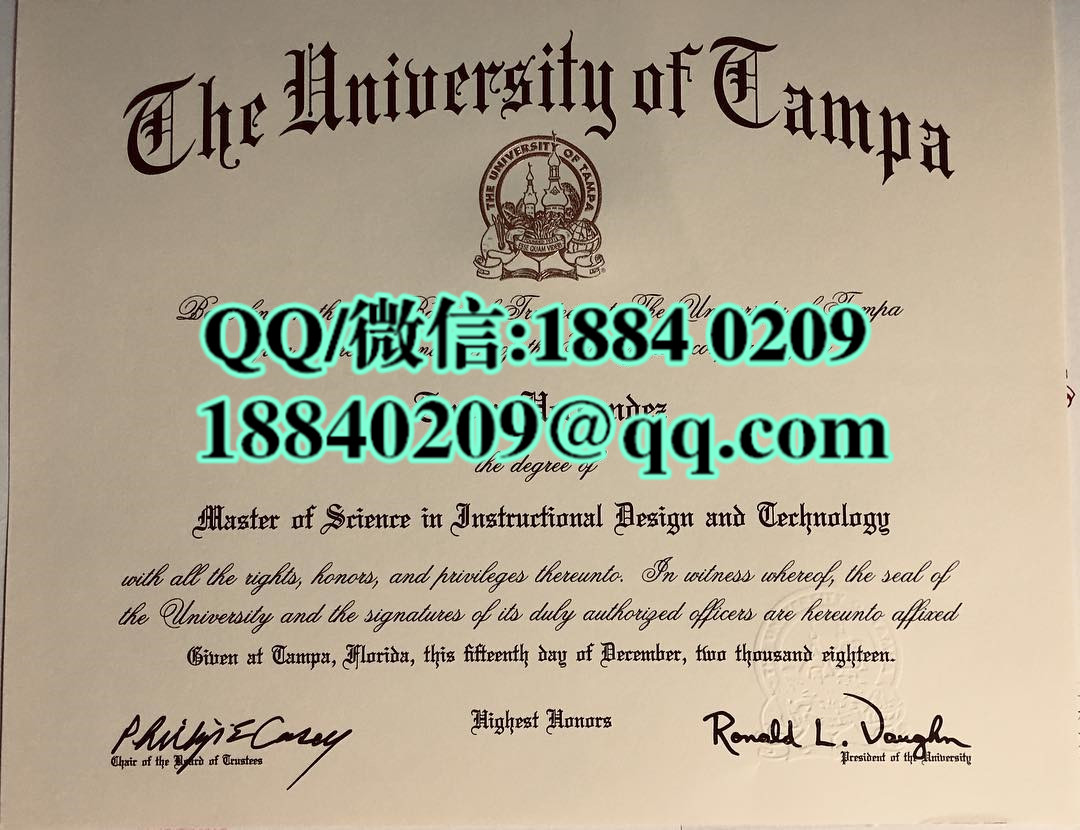 The University of Tampa
THE UNIVERSITY OF TAMPA
ESSE QUAM VIDERI
Tampa
QQ/微信:1884 0209
18840209@qq.com
the degree of
Master of Science in Instructional Design and Technology
with all the rights, honors, and privileges thereunto. In witness whereof, the seal of
the University and the signatures of its duly authorized officers are hereunto affixed
Given at Tampa, Florida, this fifteenth day of December, two thousand eighteen.
Highest Honors
Ronald L. Vaughn
Chair of the Board of Trustees
President of the University